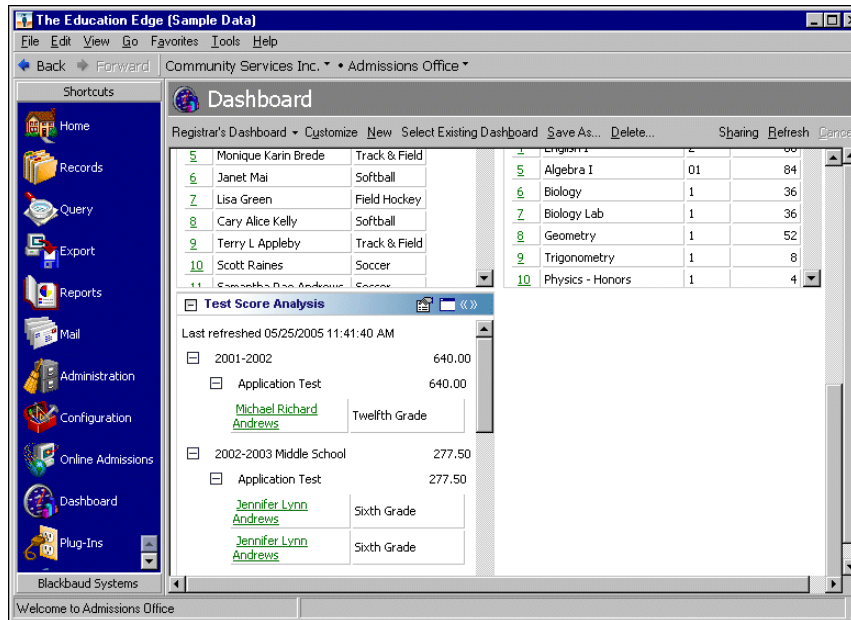 The Education Edge (Sample Data)
File Edit View Go Favorites Tools Help
Back Forward Community Services Inc. • Admissions Office
Shortcuts
Home
Records
Query
Export
Reports
Mail
Administration
Configuration
Online Admissions
Dashboard
Plug-Ins
Blackbaud Systems
Dashboard
Registrar's Dashboard Customize New Select Existing Dashboard Save As... Delete... Sharing Refresh Cance
5 Monique Karin Brede Track & Field
6 Janet Mai Softball
7 Lisa Green Field Hockey
8 Cary Alice Kelly Softball
9 Terry L Appleby Track & Field
10 Scott Raines Soccer
11 Samantha Rae Andrews Soccer
English I
5 Algebra I 01 84
6 Biology 1 36
7 Biology Lab 1 36
8 Geometry 1 52
9 Trigonometry 1 8
10 Physics - Honors 1 4
Test Score Analysis
Last refreshed 05/25/2005 11:41:40 AM
2001-2002 640.00
Application Test 640.00
Michael Richard
Andrews Twelfth Grade
2002-2003 Middle School 277.50
Application Test 277.50
Jennifer Lynn
Andrews Sixth Grade
Jennifer Lynn
Andrews Sixth Grade
Welcome to Admissions Office